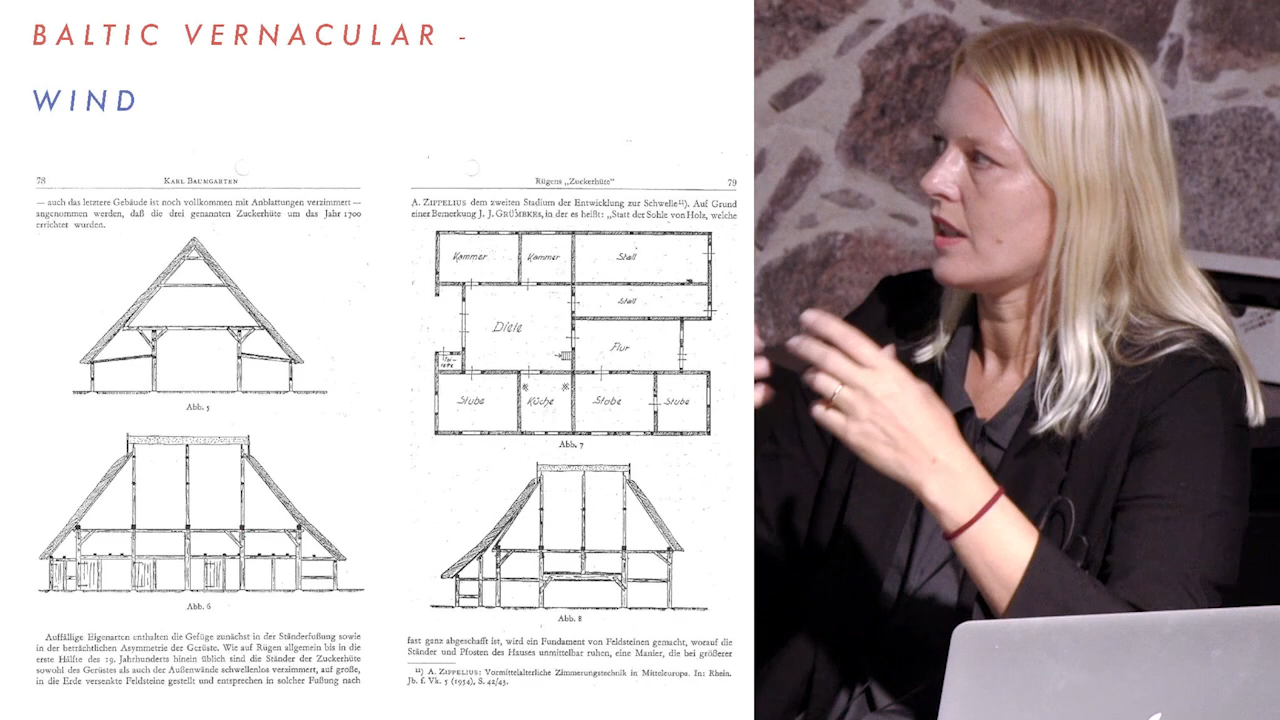 BALTIC VERNACULAR -
WIND
78
KARL BAUMGARTEN
— auch das letztere Gebäude ist noch vollkommen mit Anblattungen verzimmert —
angenommen werden, daß die drei genannten Zuckerhüte um das Jahr 1700
errichtet wurden.
Abb. 5
Abb. 6
Auffällige Eigenarten enthalten die Gefüge zunächst in der Ständerfußung sowie
in der beträchtlichen Asymmetrie der Gerüste. Wie auf Rügen allgemein bis in die
erste Hälfte des 19. Jahrhunderts hinein üblich sind die Ständer der Zuckerhüte
sowohl des Gerüstes als auch der Außenwände schwellenlos verzimmert, auf große,
in die Erde versenkte Feldsteine gestellt und entsprechen in solcher Fußung nach
Rügens „Zuckerhüte“
79
A. ZIPPELIUS dem zweiten Stadium der Entwicklung zur Schwelle¹²). Auf Grund
einer Bemerkung J. J. GRÜMBKES, in der es heißt: „Statt der Sohle von Holz, welche
Kammer
Kammer
Stall
Stall
Diele
Flur
Stube
Küche
Stobe
Stube
Abb. 7
Abb. 8
fast ganz abgeschafft ist, wird ein Fundament von Feldsteinen gemacht, worauf die
Ständer und Pfosten des Hauses unmittelbar ruhen, eine Manier, die bei größerer
¹²) A. ZIPPELIUS: Vormittelalterliche Zimmerungstechnik in Mitteleuropa. In: Rhein.
Jb. f. Vk. 5 (1954), S. 42/43.